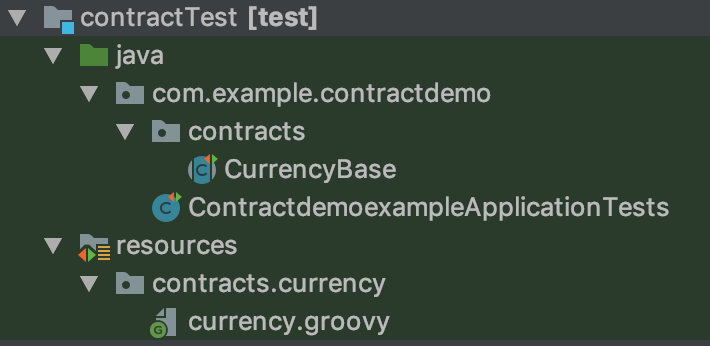 contractTest [test]
java
com.example.contractdemo
contracts
CurrencyBase
ContractdemoexampleApplicationTests
resources
contracts.currency
currency.groovy